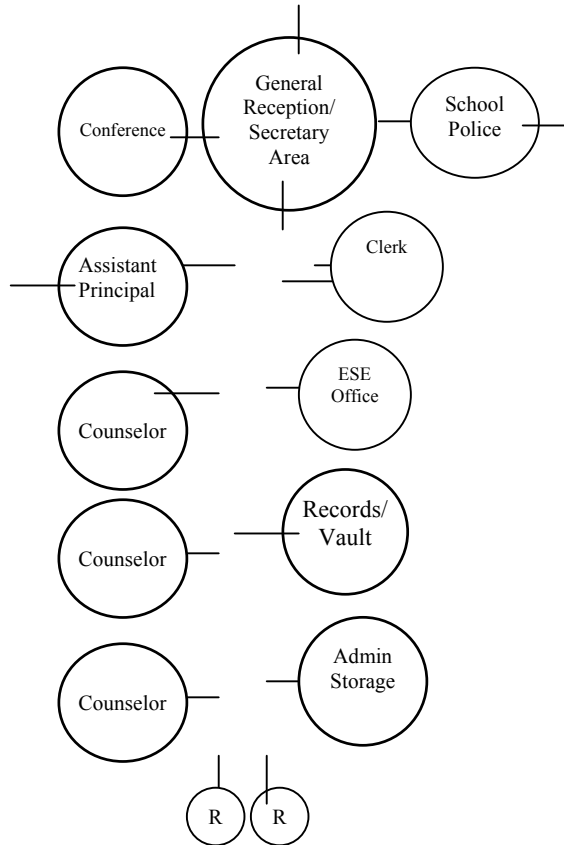 General
Reception/
Secretary
Area
Conference
School
Police
Assistant
Principal
Clerk
ESE
Office
Counselor
Records/
Vault
Counselor
Admin
Storage
Counselor
R
R